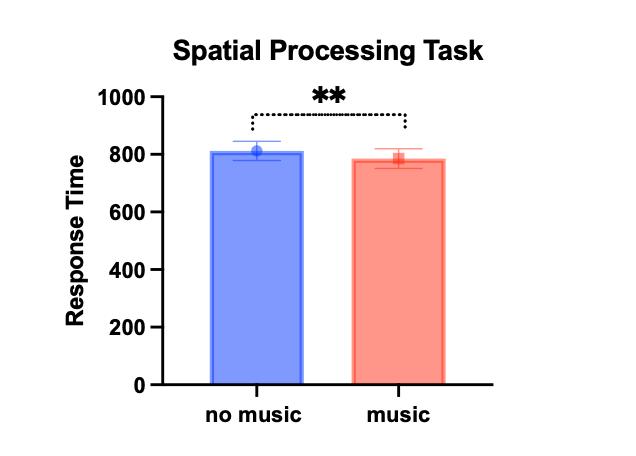 Spatial Processing Task
**
1000
800
600
400
200
0
Response Time
no music
music